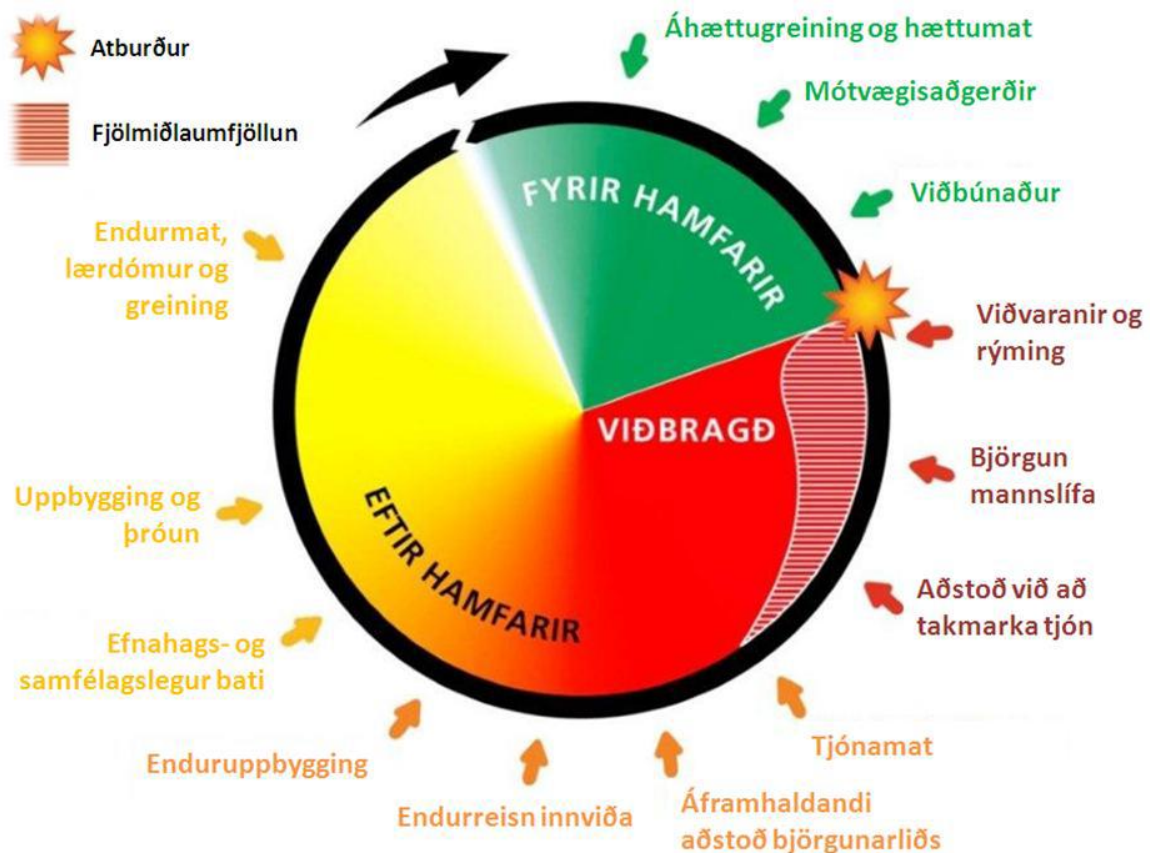 Atburður
Fjölmiðlaumfjöllun
Áhættugreining og hættumat
Mótvægisaðgerðir
Viðbúnaður
Viðvaranir og
rýming
Björgun
mannslífa
Aðstoð við að
takmarka tjón
Tjónamat
Áframhaldandi
aðstoð björgunarliðs
Endurreisn innviða
Enduruppbygging
Efnahags- og
samfélagslegur bati
Uppbygging og
þróun
Endurmat,
lærdómur og
greining
FYRIR HAMFARIR
VIÐBRAGÐ
EFTIR HAMFARIR